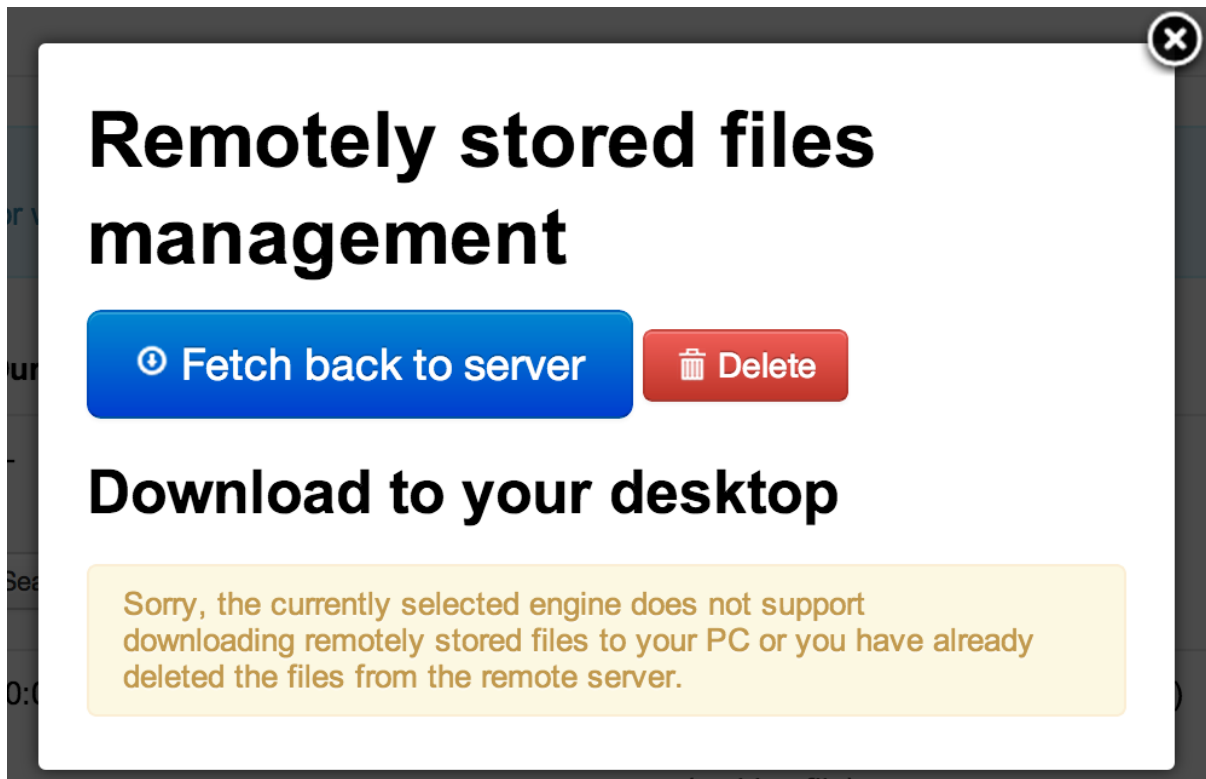 Remotely stored files
management
Fetch back to server
Delete
Download to your desktop
Sorry, the currently selected engine does not support
downloading remotely stored files to your PC or you have already
deleted the files from the remote server.